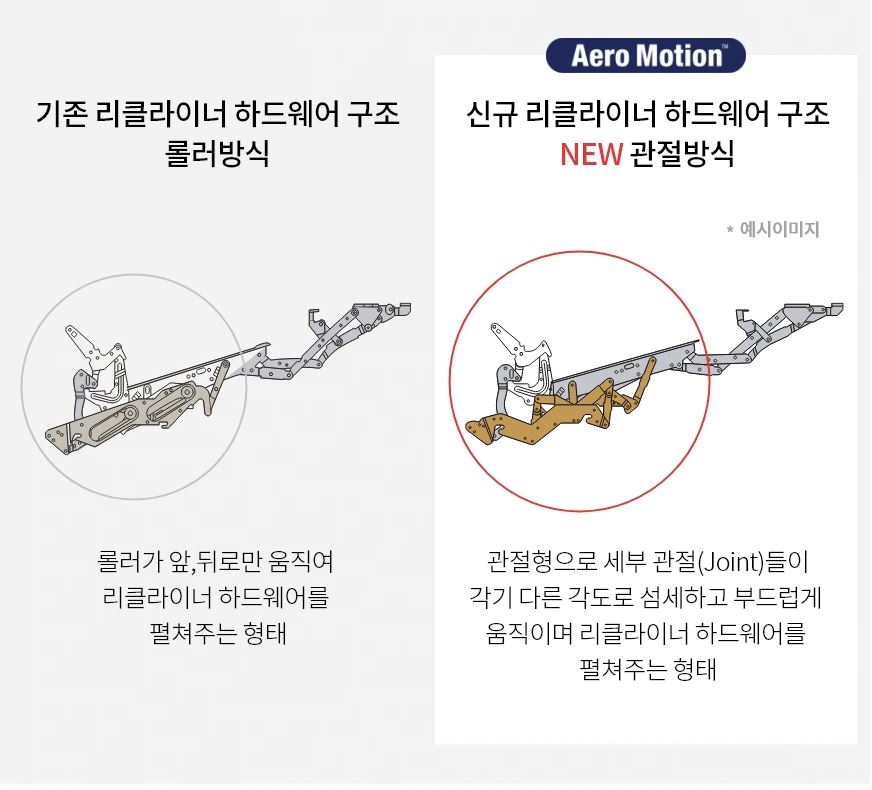 기존 리클라이너 하드웨어 구조
롤러방식
롤러가 앞,뒤로만 움직여
리클라이너 하드웨어를
펼쳐주는 형태
Aero Motion™
신규 리클라이너 하드웨어 구조
NEW 관절방식
* 예시이미지
관절형으로 세부 관절(Joint)들이
각기 다른 각도로 섬세하고 부드럽게
움직이며 리클라이너 하드웨어를
펼쳐주는 형태